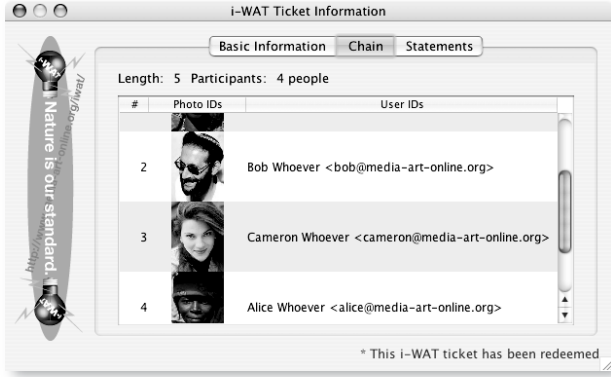 i-WAT Ticket Information
Basic Information Chain Statements
Length: 5 Participants: 4 people
# Photo IDs User IDs
2 Bob Whoever <bob@media-art-online.org>
3 Cameron Whoever <cameron@media-art-online.org>
4 Alice Whoever <alice@media-art-online.org>
* This i-WAT ticket has been redeemed
i-WAT
Nature is our standard.
i-WAT